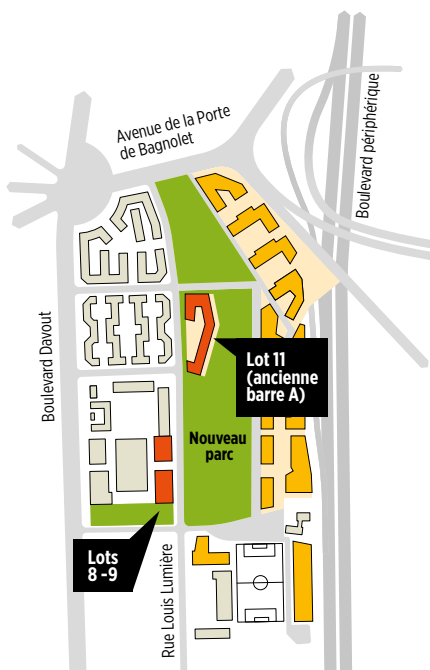 Avenue de la Porte
de Bagnolet
Boulevard périphérique
Boulevard Davout
Lot 11
(ancienne
barre A)
Nouveau
parc
Lots
8 -9
Rue Louis Lumière